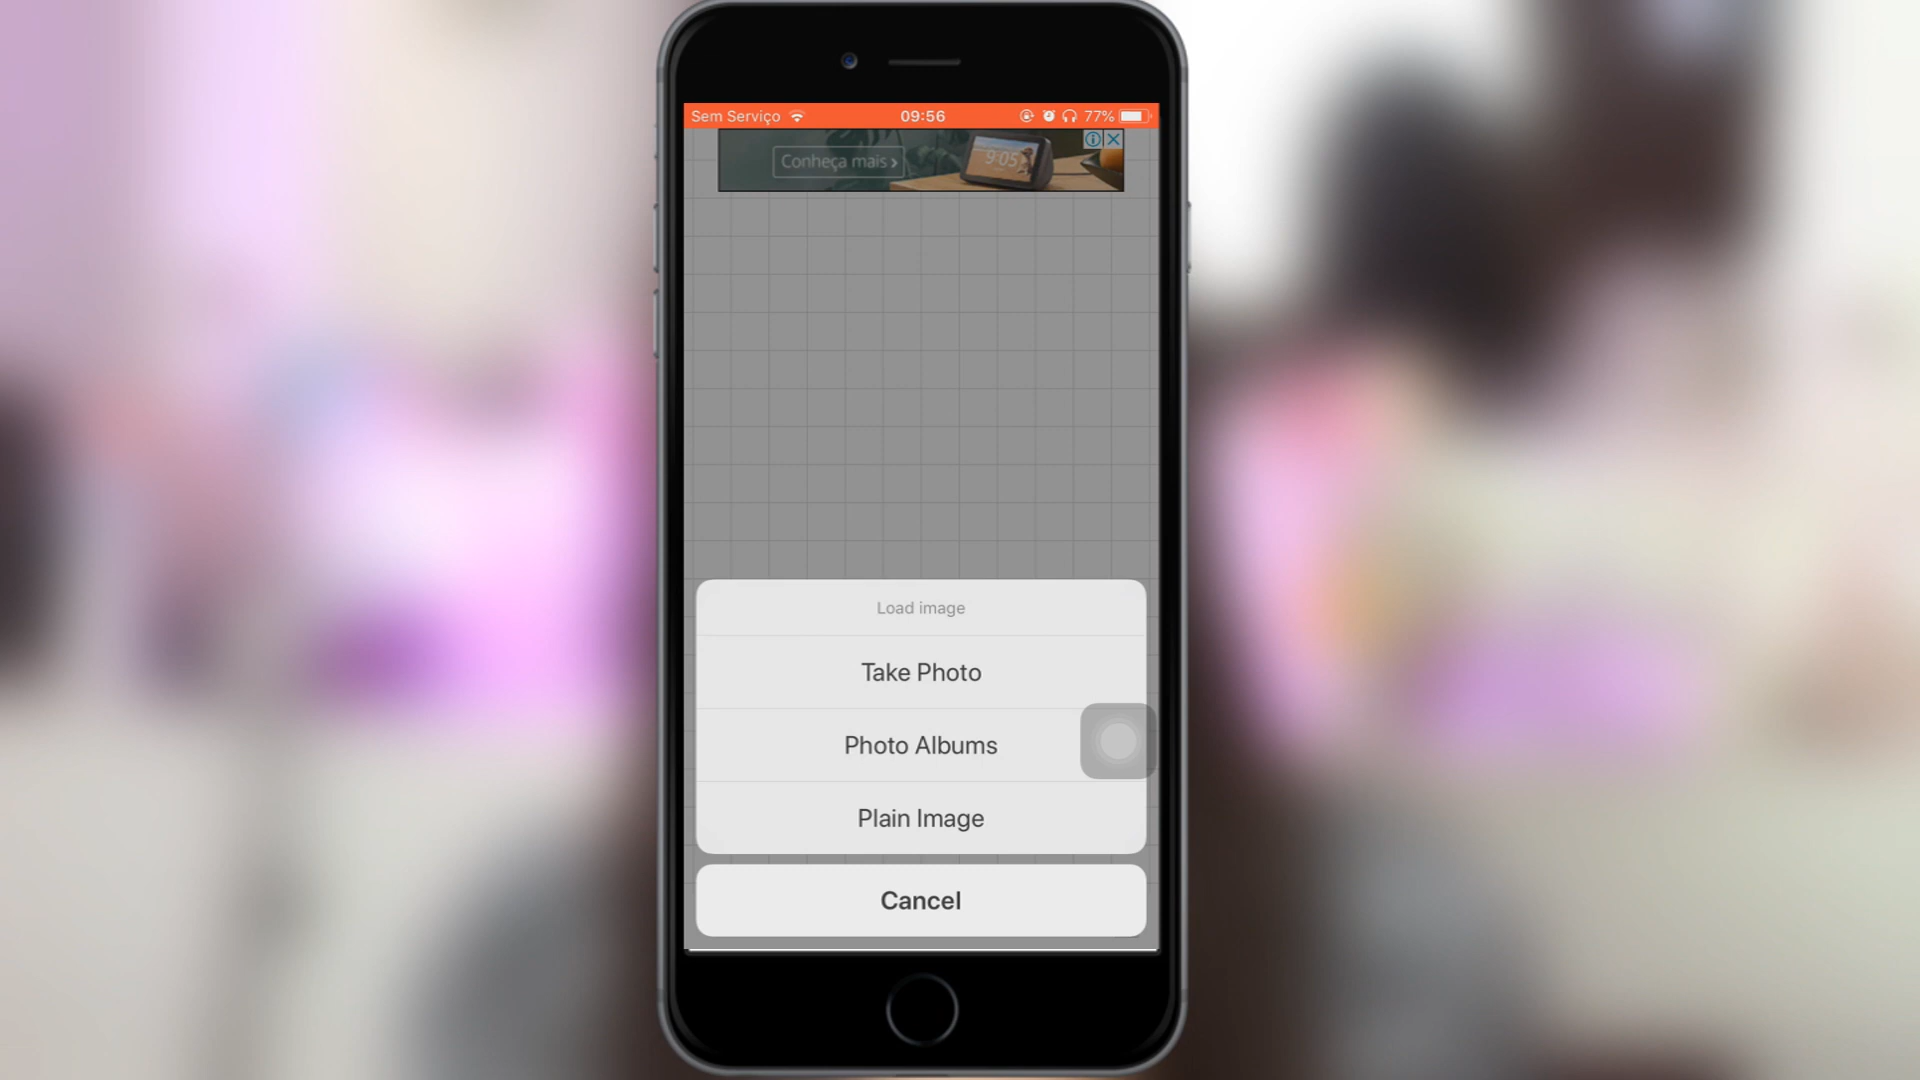 Sem Serviço 09:56 77%
Conheça mais ›
9:05
Load image
Take Photo
Photo Albums
Plain Image
Cancel